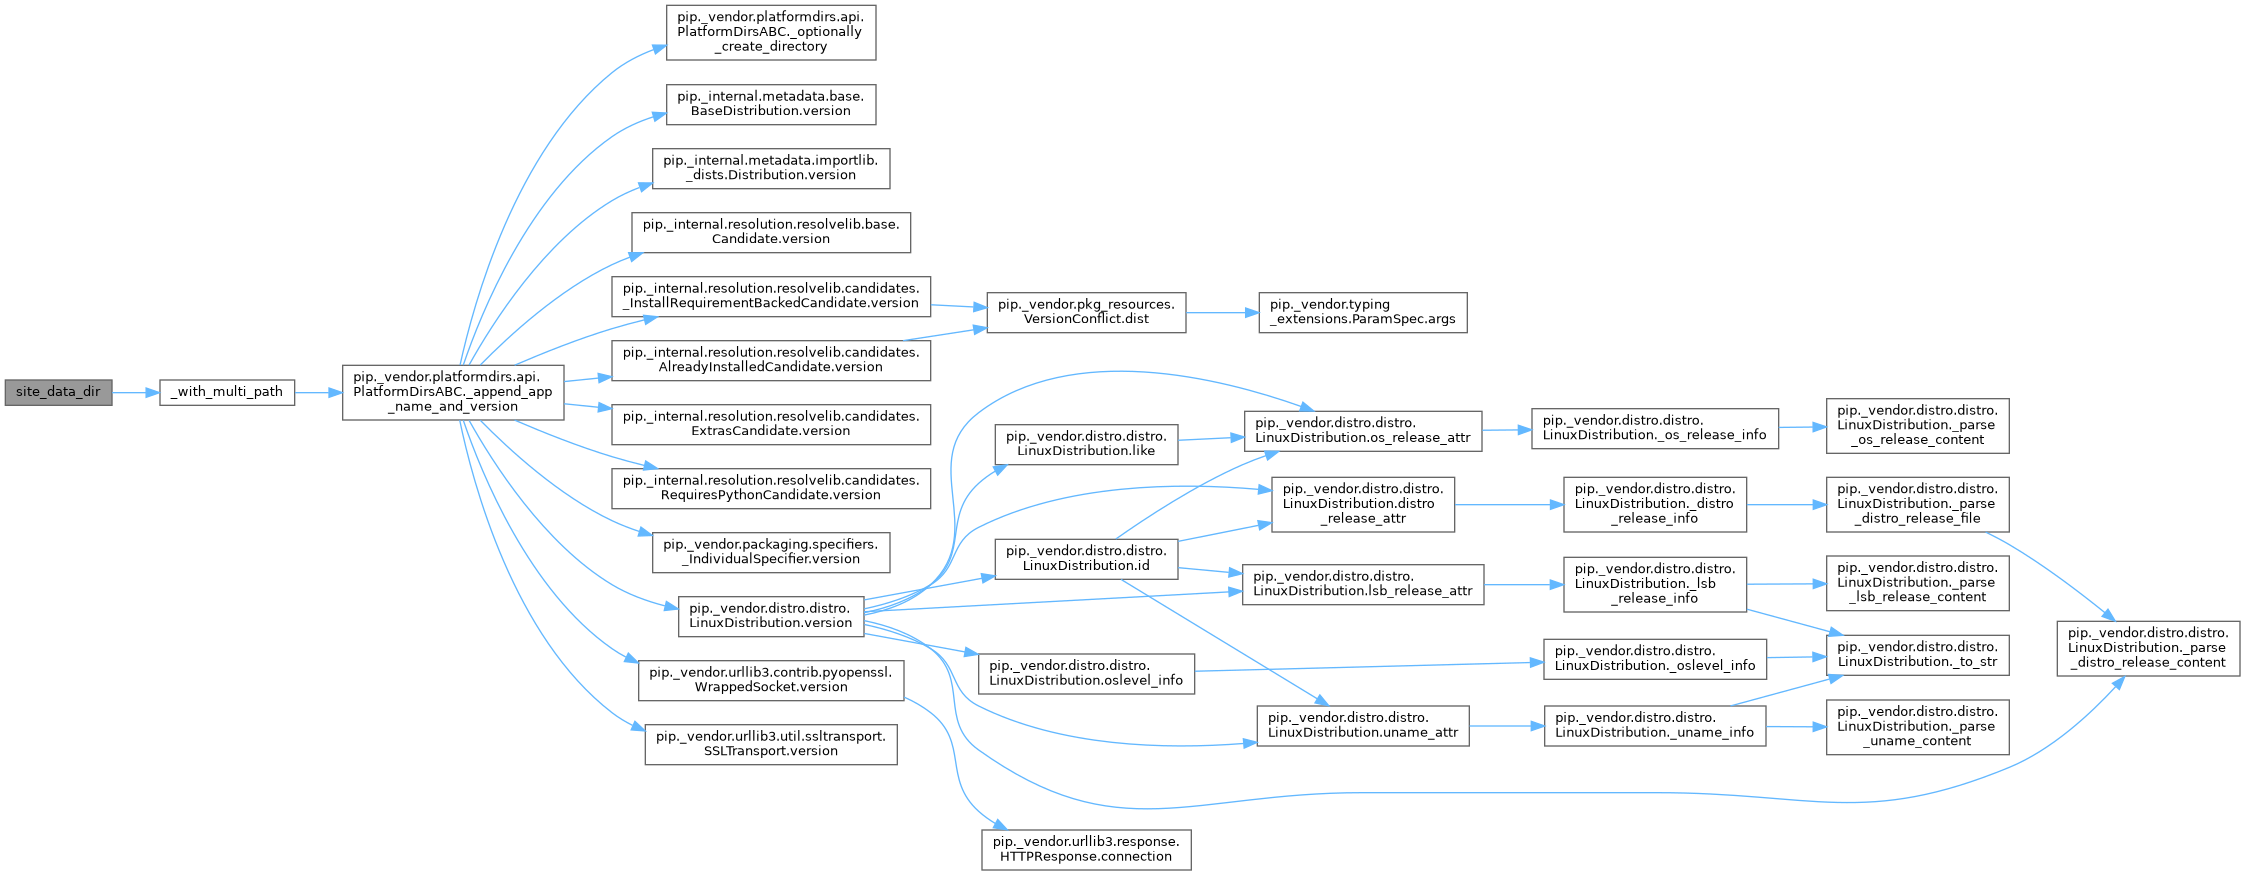 site_data_dir
_with_multi_path
pip._vendor.platformdirs.api.
PlatformDirsABC._append_app
_name_and_version
pip._vendor.platformdirs.api.
PlatformDirsABC._optionally
_create_directory
pip._internal.metadata.base.
BaseDistribution.version
pip._internal.metadata.importlib.
_dists.Distribution.version
pip._internal.resolution.resolvelib.base.
Candidate.version
pip._internal.resolution.resolvelib.candidates.
_InstallRequirementBackedCandidate.version
pip._internal.resolution.resolvelib.candidates.
AlreadyInstalledCandidate.version
pip._internal.resolution.resolvelib.candidates.
ExtrasCandidate.version
pip._internal.resolution.resolvelib.candidates.
RequiresPythonCandidate.version
pip._vendor.packaging.specifiers.
_IndividualSpecifier.version
pip._vendor.distro.distro.
LinuxDistribution.version
pip._vendor.urllib3.contrib.pyopenssl.
WrappedSocket.version
pip._vendor.urllib3.util.ssltransport.
SSLTransport.version
pip._vendor.pkg_resources.
VersionConflict.dist
pip._vendor.typing
_extensions.ParamSpec.args
pip._vendor.distro.distro.
LinuxDistribution.like
pip._vendor.distro.distro.
LinuxDistribution.id
pip._vendor.distro.distro.
LinuxDistribution.oslevel_info
pip._vendor.urllib3.response.
HTTPResponse.connection
pip._vendor.distro.distro.
LinuxDistribution.os_release_attr
pip._vendor.distro.distro.
LinuxDistribution.distro
_release_attr
pip._vendor.distro.distro.
LinuxDistribution.lsb_release_attr
pip._vendor.distro.distro.
LinuxDistribution.uname_attr
pip._vendor.distro.distro.
LinuxDistribution._os_release_info
pip._vendor.distro.distro.
LinuxDistribution._distro
_release_info
pip._vendor.distro.distro.
LinuxDistribution._lsb
_release_info
pip._vendor.distro.distro.
LinuxDistribution._oslevel_info
pip._vendor.distro.distro.
LinuxDistribution._uname_info
pip._vendor.distro.distro.
LinuxDistribution._parse
_os_release_content
pip._vendor.distro.distro.
LinuxDistribution._parse
_distro_release_file
pip._vendor.distro.distro.
LinuxDistribution._parse
_lsb_release_content
pip._vendor.distro.distro.
LinuxDistribution._to_str
pip._vendor.distro.distro.
LinuxDistribution._parse
_uname_content
pip._vendor.distro.distro.
LinuxDistribution._parse
_distro_release_content